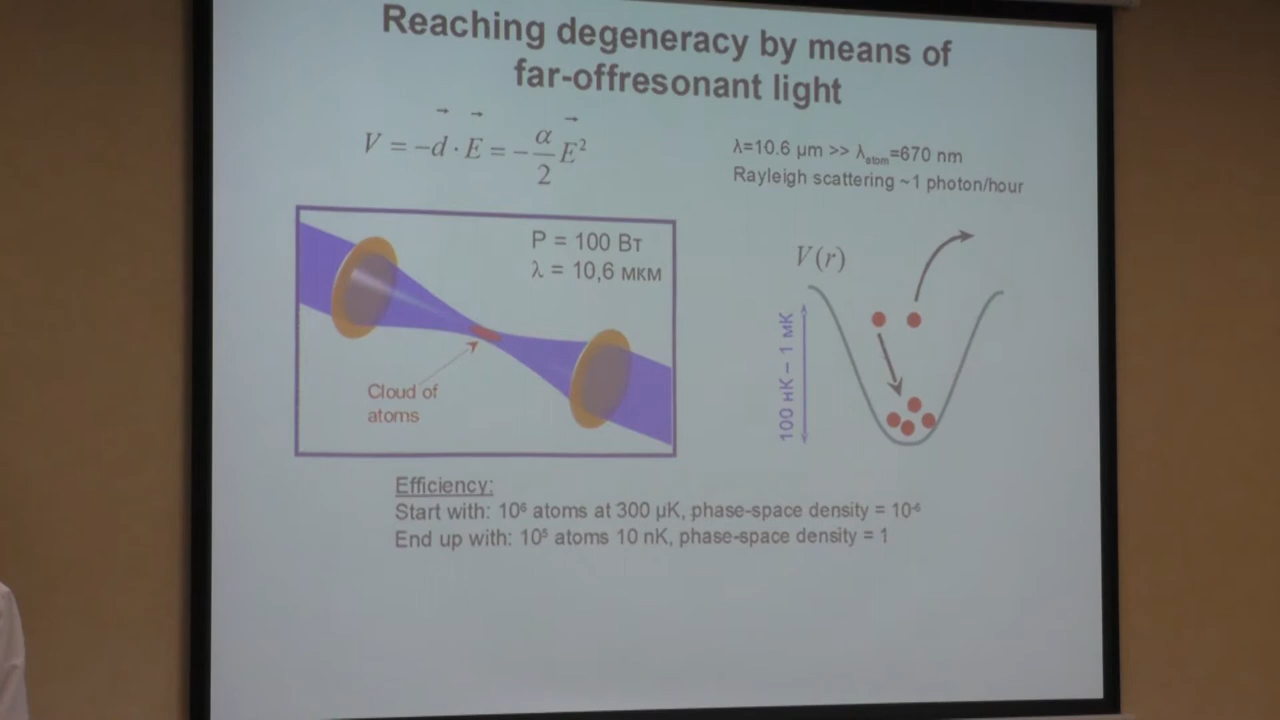 Reaching degeneracy by means of
far-offresonant light
V = −d⃗ · E⃗ = −α/2 E⃗²
λ=10.6 µm >> λatom=670 nm
Rayleigh scattering ~1 photon/hour
P = 100 Вт
λ = 10,6 мкм
Cloud of
atoms
V(r)
100 нК – 1 мК
Efficiency:
Start with: 10⁶ atoms at 300 µK, phase-space density = 10⁻⁶
End up with: 10⁵ atoms 10 nK, phase-space density = 1